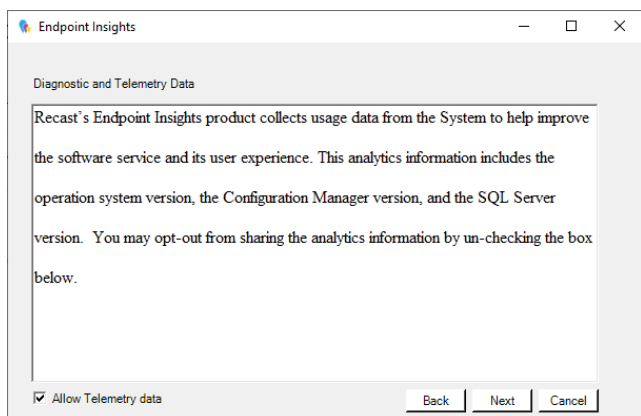 Endpoint Insights
Diagnostic and Telemetry Data
Recast's Endpoint Insights product collects usage data from the System to help improve
the software service and its user experience. This analytics information includes the
operation system version, the Configuration Manager version, and the SQL Server
version.  You may opt-out from sharing the analytics information by un-checking the box
below.
Allow Telemetry data
Back
Next
Cancel